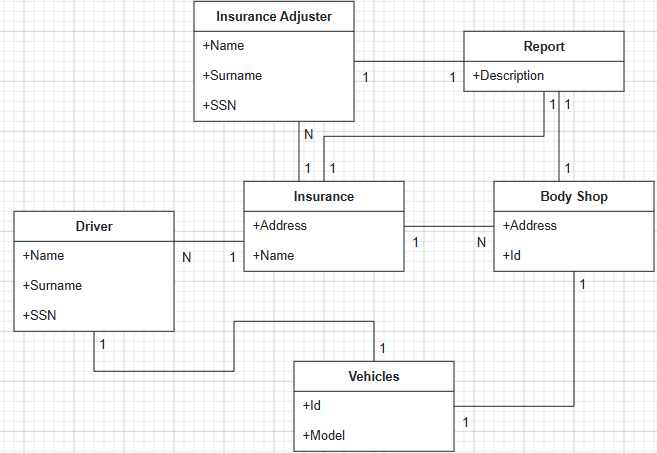 Insurance Adjuster
+Name
+Surname
+SSN
Report
+Description
1
1
1
1
N
1
1
1
Insurance
+Address
+Name
Body Shop
+Address
+Id
Driver
+Name
+Surname
+SSN
N
1
1
N
1
1
1
Vehicles
+Id
+Model
1